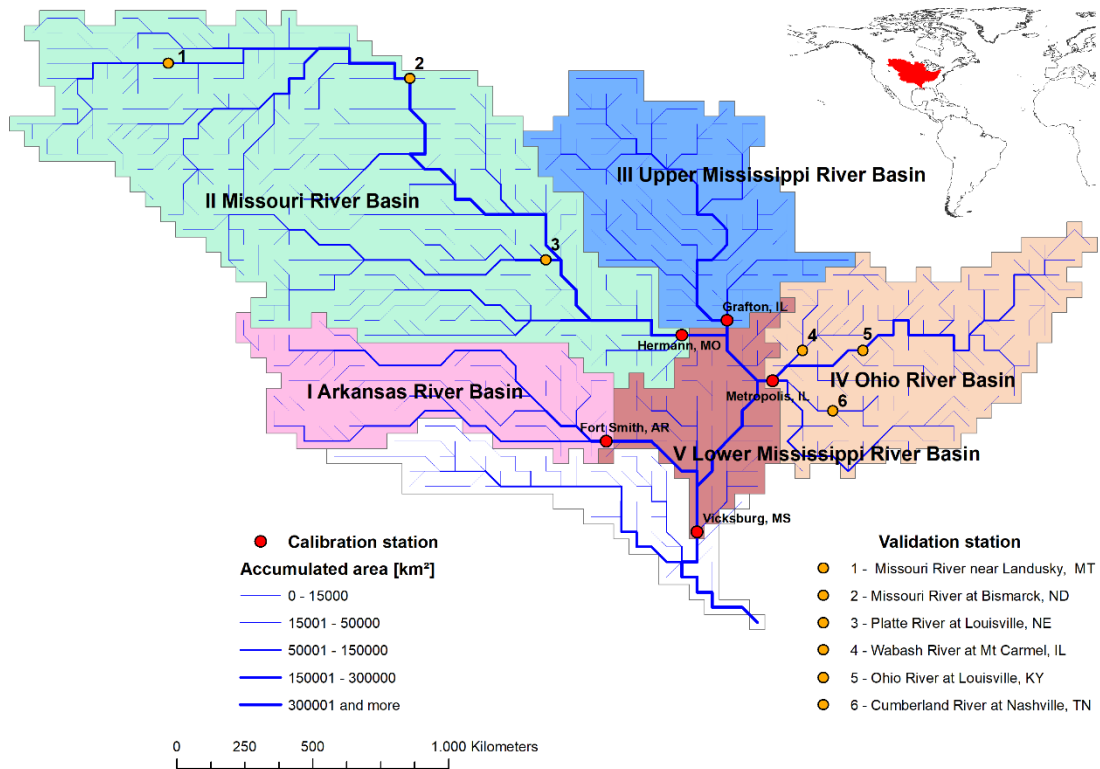 1
2
III Upper Mississippi River Basin
II Missouri River Basin
3
Grafton, IL
Hermann, MO
4
5
I Arkansas River Basin
IV Ohio River Basin
Metropolis, IL
6
Fort Smith, AR
V Lower Mississippi River Basin
Vicksburg, MS
Calibration station
Accumulated area [km²]
0 - 15000
15001 - 50000
50001 - 150000
150001 - 300000
300001 and more
Validation station
1 - Missouri River near Landusky, MT
2 - Missouri River at Bismarck, ND
3 - Platte River at Louisville, NE
4 - Wabash River at Mt Carmel, IL
5 - Ohio River at Louisville, KY
6 - Cumberland River at Nashville, TN
0 250 500 1.000 Kilometers